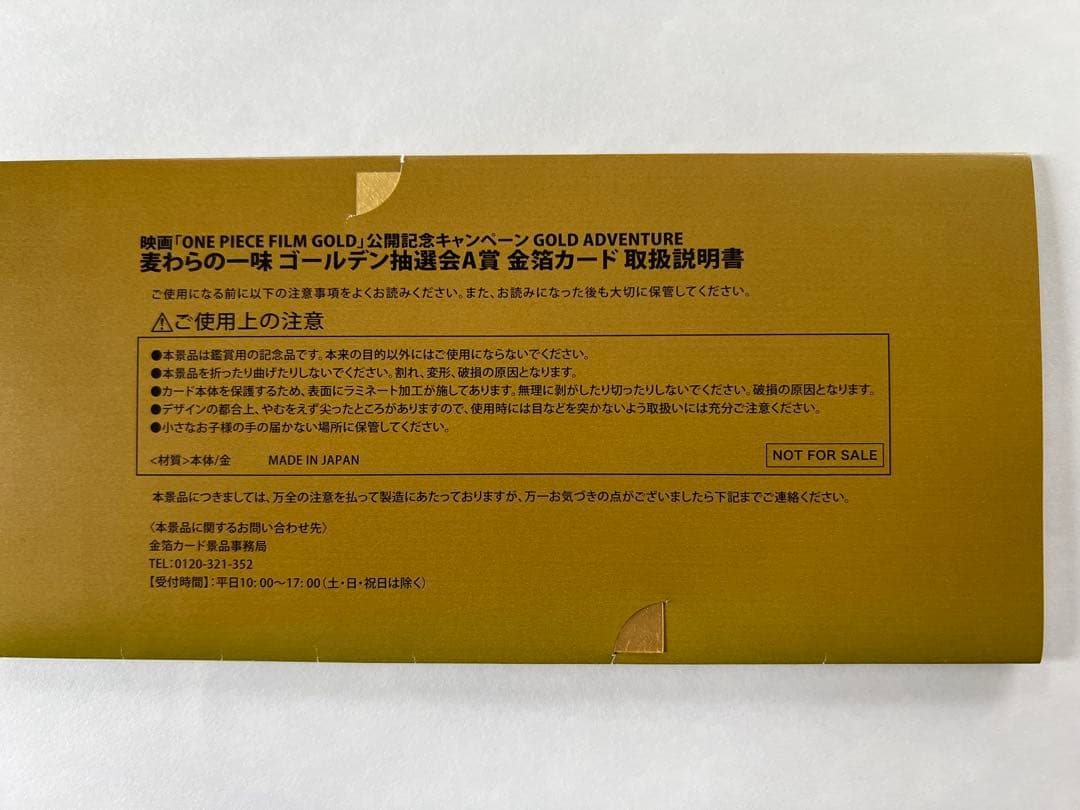 映画「ONE PIECE FILM GOLD」公開記念キャンペーン GOLD ADVENTURE
麦わらの一味 ゴールデン抽選会A賞 金箔カード 取扱説明書
ご使用になる前に以下の注意事項をよくお読みください。また、お読みになった後も大切に保管してください。
⚠ご使用上の注意
●本景品は鑑賞用の記念品です。本来の目的以外にはご使用にならないでください。
●本景品を折ったり曲げたりしないでください。割れ、変形、破損の原因となります。
●カード本体を保護するため、表面にラミネート加工が施してあります。無理に剥がしたり切ったりしないでください。破損の原因となります。
●デザインの都合上、やむをえず尖ったところがありますので、使用時には目などを突かないよう取扱いには充分ご注意ください。
●小さなお子様の手の届かない場所に保管してください。
<材質>本体/金 MADE IN JAPAN
NOT FOR SALE
本景品につきましては、万全の注意を払って製造にあたっておりますが、万一お気づきの点がございましたら下記までご連絡ください。
〈本景品に関するお問い合わせ先〉
金箔カード景品事務局
TEL:0120-321-352
【受付時間】:平日10:00〜17:00(土・日・祝日は除く)